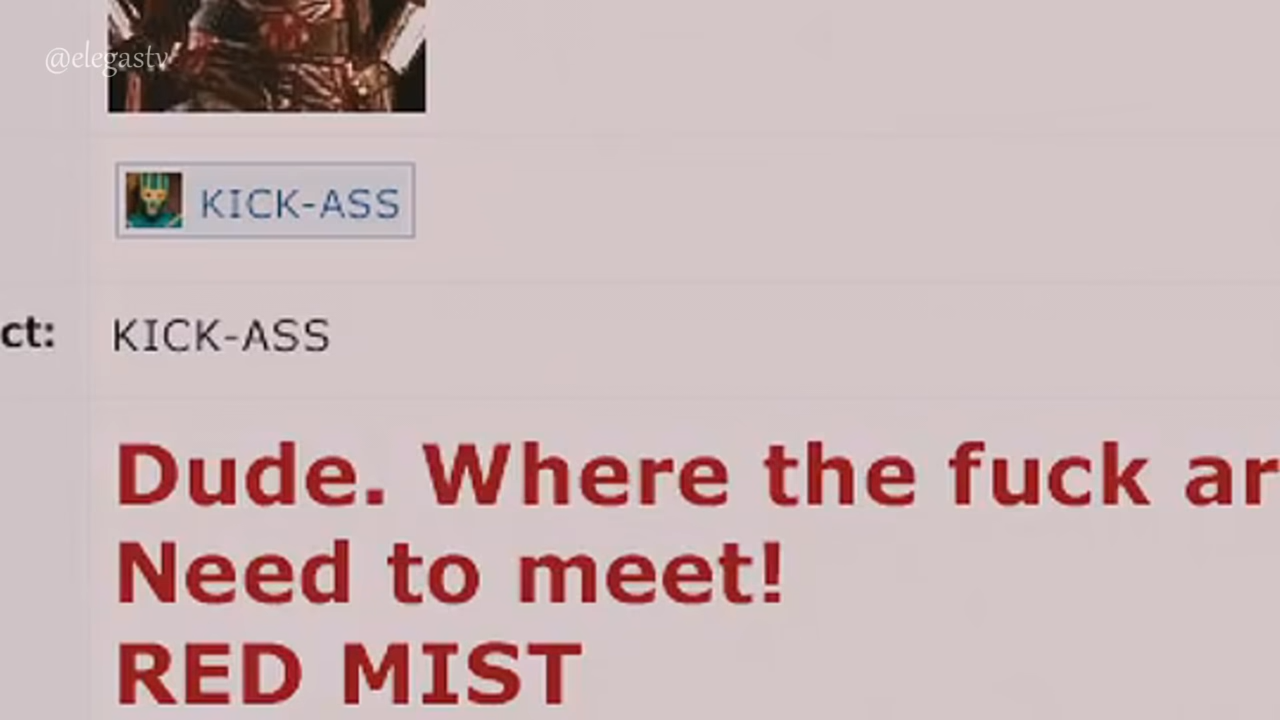 @elegastv
KICK-ASS
ct: KICK-ASS
Dude. Where the fuck ar
Need to meet!
RED MIST